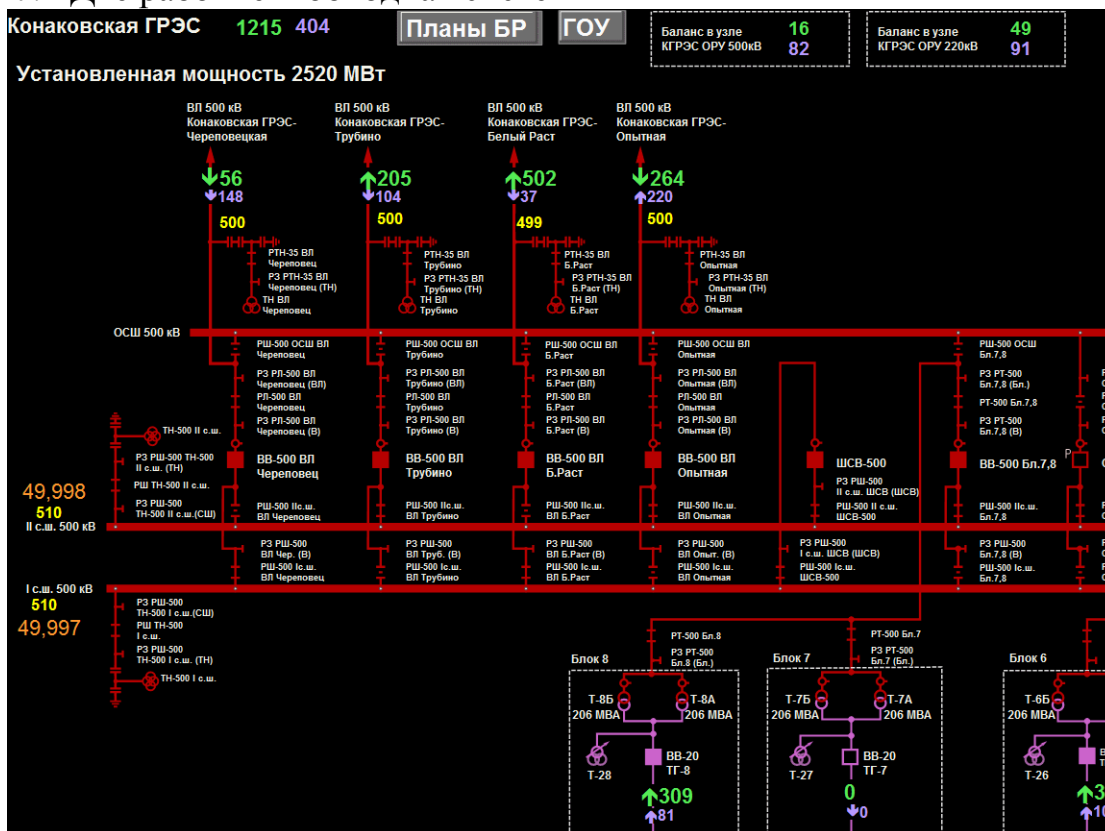 Конаковская ГРЭС 1215 404 Планы БР ГОУ
Баланс в узле 16
КГРЭС ОРУ 500кВ 82
Баланс в узле 49
КГРЭС ОРУ 220кВ 91
Установленная мощность 2520 МВт
ВЛ 500 кВ
Конаковская ГРЭС-
Череповецкая
ВЛ 500 кВ
Конаковская ГРЭС-
Трубино
ВЛ 500 кВ
Конаковская ГРЭС-
Белый Раст
ВЛ 500 кВ
Конаковская ГРЭС-
Опытная
56
148
500
205
104
500
502
37
499
264
220
500
РТН-35 ВЛ
Череповец
РЗ РТН-35 ВЛ
Череповец (ТН)
ТН ВЛ
Череповец
РТН-35 ВЛ
Трубино
РЗ РТН-35 ВЛ
Трубино (ТН)
ТН ВЛ
Трубино
РТН-35 ВЛ
Б.Раст
РЗ РТН-35 ВЛ
Б.Раст (ТН)
ТН ВЛ
Б.Раст
РТН-35 ВЛ
Опытная
РЗ РТН-35 ВЛ
Опытная (ТН)
ТН ВЛ
Опытная
ОСШ 500 кВ
РШ-500 ОСШ ВЛ
Череповец
РЗ РЛ-500 ВЛ
Череповец (ВЛ)
РЛ-500 ВЛ
Череповец
РЗ РЛ-500 ВЛ
Череповец (В)
ВВ-500 ВЛ
Череповец
РШ-500 IIс.ш.
ВЛ Череповец
РШ-500 ОСШ ВЛ
Трубино
РЗ РЛ-500 ВЛ
Трубино (ВЛ)
РЛ-500 ВЛ
Трубино
РЗ РЛ-500 ВЛ
Трубино (В)
ВВ-500 ВЛ
Трубино
РШ-500 IIс.ш.
ВЛ Трубино
РШ-500 ОСШ ВЛ
Б.Раст
РЗ РЛ-500 ВЛ
Б.Раст (ВЛ)
РЛ-500 ВЛ
Б.Раст
РЗ РЛ-500 ВЛ
Б.Раст (В)
ВВ-500 ВЛ
Б.Раст
РШ-500 IIс.ш.
ВЛ Б.Раст
РШ-500 ОСШ ВЛ
Опытная
РЗ РЛ-500 ВЛ
Опытная (ВЛ)
РЛ-500 ВЛ
Опытная
РЗ РЛ-500 ВЛ
Опытная (В)
ВВ-500 ВЛ
Опытная
РШ-500 IIс.ш.
ВЛ Опытная
ШСВ-500
РЗ РШ-500
II с.ш. ШСВ (ШСВ)
РШ-500 II с.ш.
ШСВ-500
РШ-500 ОСШ
Бл.7,8
РЗ РТ-500
Бл.7,8 (Бл.)
РТ-500 Бл.7,8
РЗ РТ-500
Бл.7,8 (В)
ВВ-500 Бл.7,8
РШ-500 IIс.ш.
Бл.7,8
Р
ТН-500 II с.ш.
РЗ РШ-500 ТН-500
II с.ш. (ТН)
РШ ТН-500 II с.ш.
РЗ РШ-500
ТН-500 II с.ш.(СШ)
49,998
510
II с.ш. 500 кВ
РЗ РШ-500
ВЛ Чер. (В)
РШ-500 Iс.ш.
ВЛ Череповец
РЗ РШ-500
ВЛ Труб. (В)
РШ-500 Iс.ш.
ВЛ Трубино
РЗ РШ-500
ВЛ Б.Раст (В)
РШ-500 Iс.ш.
ВЛ Б.Раст
РЗ РШ-500
ВЛ Опыт. (В)
РШ-500 Iс.ш.
ВЛ Опытная
РЗ РШ-500
I с.ш. ШСВ (ШСВ)
РШ-500 Iс.ш.
ШСВ-500
РЗ РШ-500
Бл.7,8 (В)
РШ-500 Iс.ш.
Бл.7,8
I с.ш. 500 кВ
510
49,997
РЗ РШ-500
ТН-500 I с.ш.(СШ)
РШ ТН-500
I с.ш.
РЗ РШ-500
ТН-500 I с.ш. (ТН)
ТН-500 I с.ш.
РТ-500 Бл.8
РЗ РТ-500
Бл.8 (Бл.)
РТ-500 Бл.7
РЗ РТ-500
Бл.7 (Бл.)
Блок 8
Т-8Б
206 МВА
Т-8А
206 МВА
Т-28
ВВ-20
ТГ-8
309
81
Блок 7
Т-7Б
206 МВА
Т-7А
206 МВА
Т-27
ВВ-20
ТГ-7
0
0
Блок 6
Т-6Б
206 МВА
Т-26